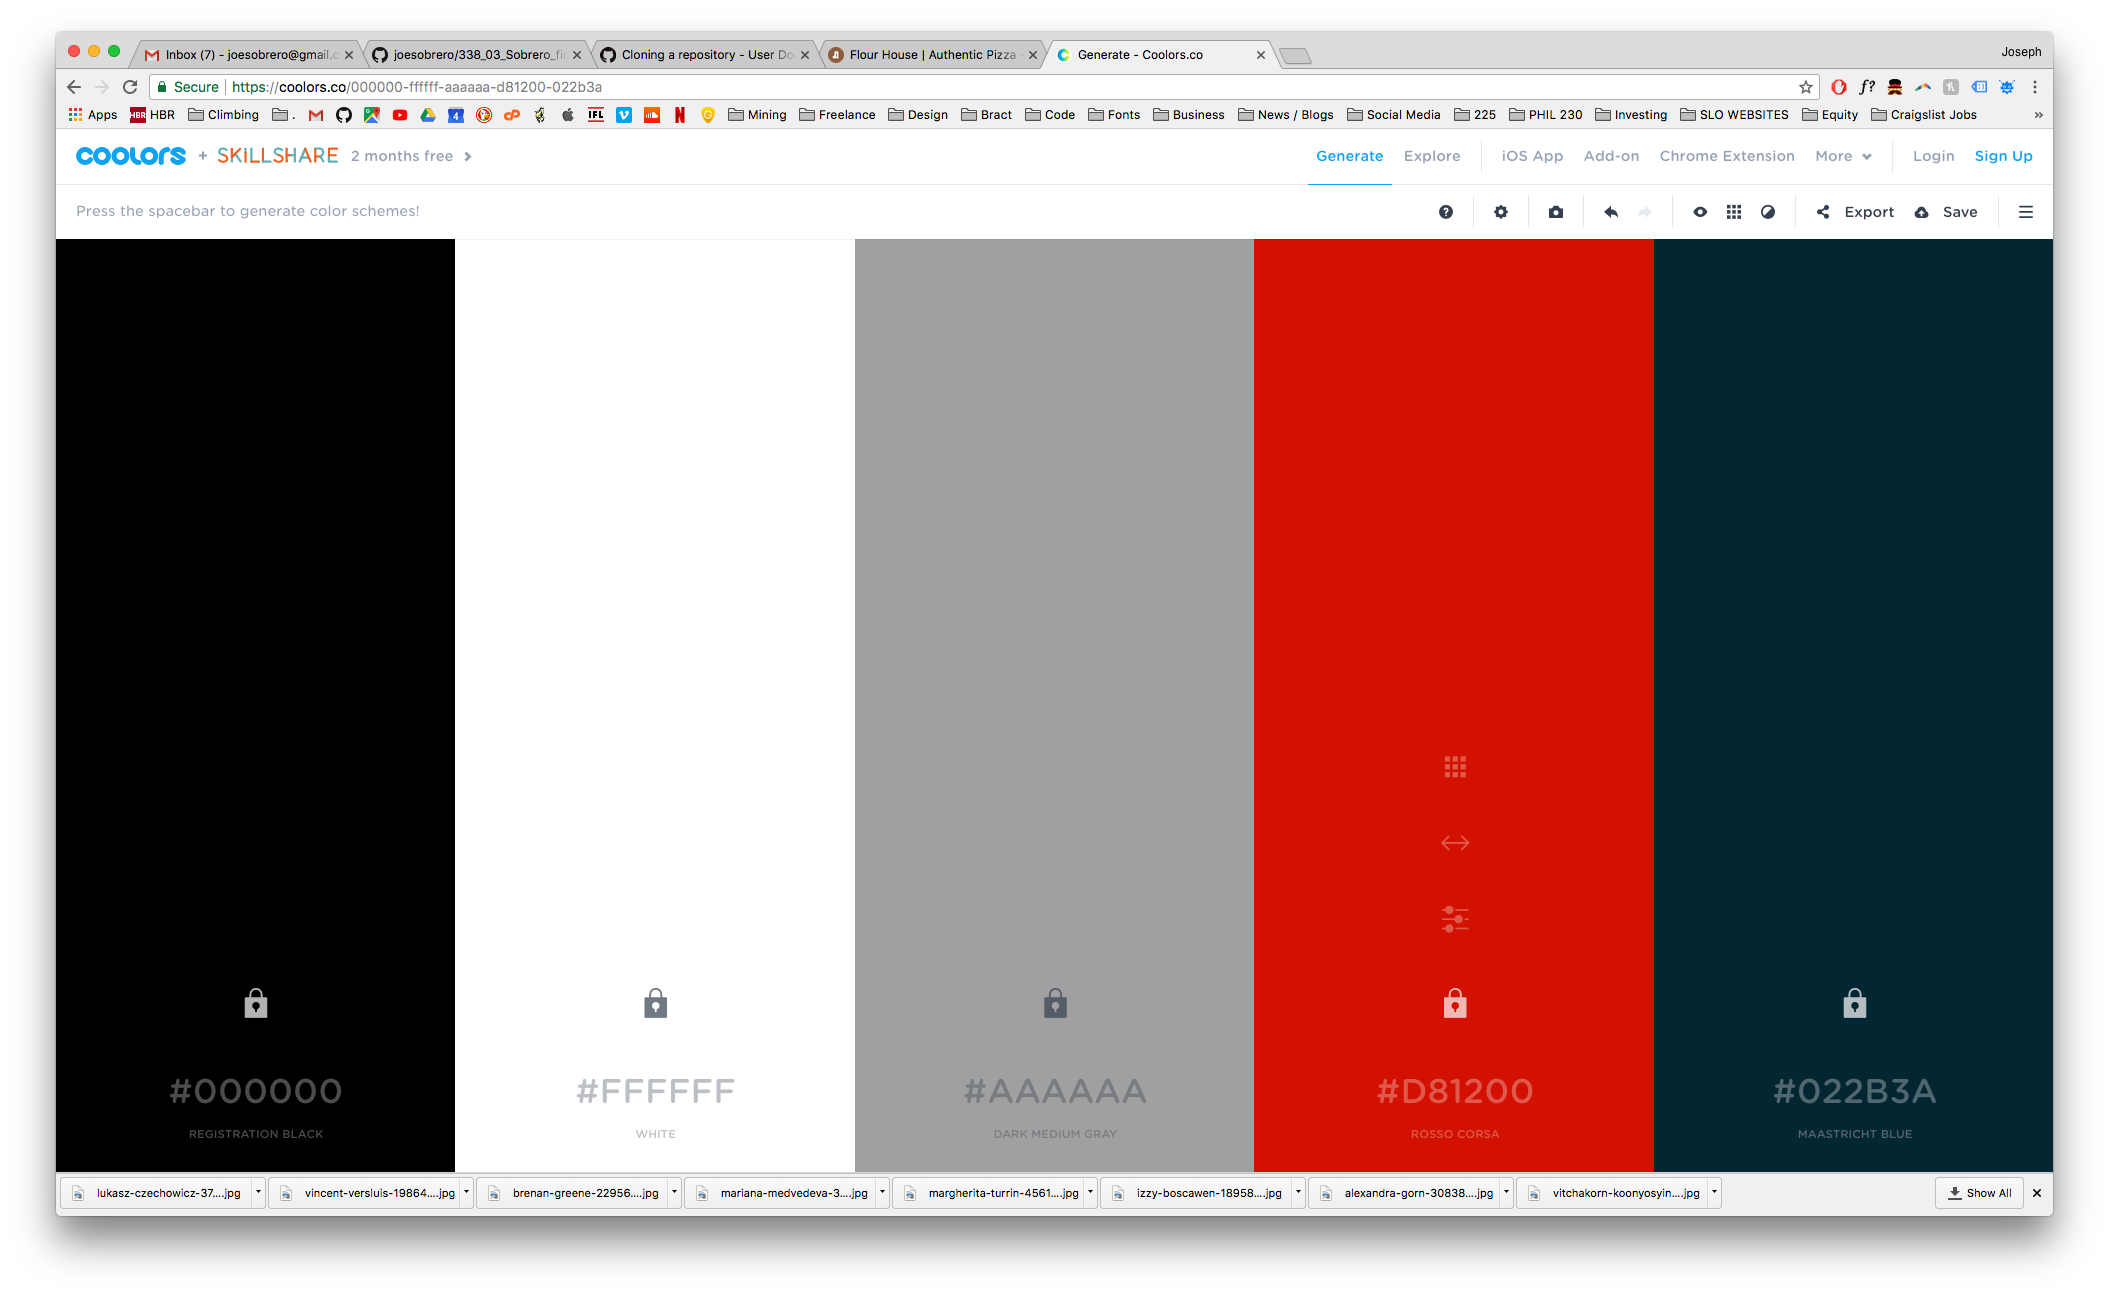 Inbox (7) - joesobrero@gmail.c
joesobrero/338_03_Sobrero_fin
Cloning a repository - User Do
Flour House | Authentic Pizza
Generate - Coolors.co
Joseph
Secure
https://coolors.co/000000-ffffff-aaaaaa-d81200-022b3a
f?
Apps
HBR HBR
Climbing
.
4
cP
IFL
Mining
Freelance
Design
Bract
Code
Fonts
Business
News / Blogs
Social Media
225
PHIL 230
Investing
SLO WEBSITES
Equity
Craigslist Jobs
»
coolors + SKILLSHARE 2 months free
Generate
Explore
iOS App
Add-on
Chrome Extension
More
Login
Sign Up
Press the spacebar to generate color schemes!
Export
Save
#000000
REGISTRATION BLACK
#FFFFFF
WHITE
#AAAAAA
DARK MEDIUM GRAY
#D81200
ROSSO CORSA
#022B3A
MAASTRICHT BLUE
lukasz-czechowicz-37....jpg
vincent-versluis-19864....jpg
brenan-greene-22956....jpg
mariana-medvedeva-3....jpg
margherita-turrin-4561....jpg
izzy-boscawen-18958....jpg
alexandra-gorn-30838....jpg
vitchakorn-koonyosyin....jpg
Show All